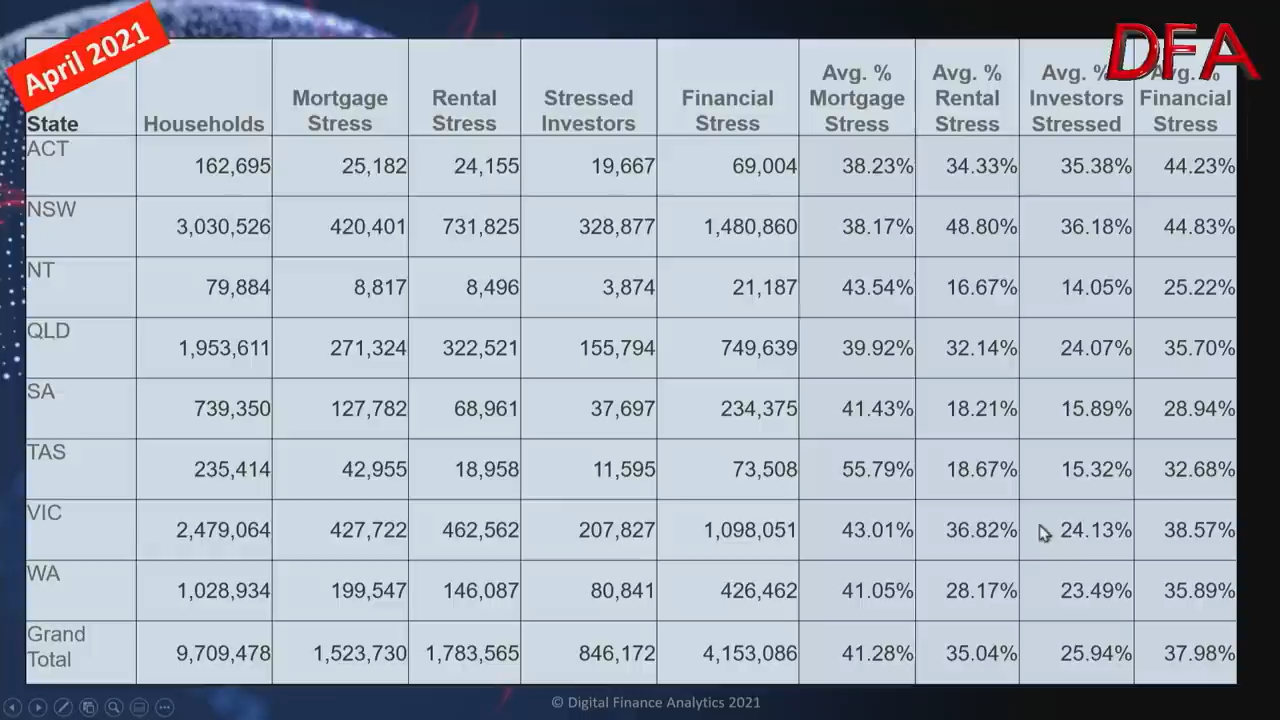 April 2021
DFA
State Households Mortgage Stress Rental Stress Stressed Investors Financial Stress Avg. % Mortgage Stress Avg. % Rental Stress Avg. % Investors Stressed Avg. % Financial Stress
ACT 162,695 25,182 24,155 19,667 69,004 38.23% 34.33% 35.38% 44.23%
NSW 3,030,526 420,401 731,825 328,877 1,480,860 38.17% 48.80% 36.18% 44.83%
NT 79,884 8,817 8,496 3,874 21,187 43.54% 16.67% 14.05% 25.22%
QLD 1,953,611 271,324 322,521 155,794 749,639 39.92% 32.14% 24.07% 35.70%
SA 739,350 127,782 68,961 37,697 234,375 41.43% 18.21% 15.89% 28.94%
TAS 235,414 42,955 18,958 11,595 73,508 55.79% 18.67% 15.32% 32.68%
VIC 2,479,064 427,722 462,562 207,827 1,098,051 43.01% 36.82% 24.13% 38.57%
WA 1,028,934 199,547 146,087 80,841 426,462 41.05% 28.17% 23.49% 35.89%
Grand Total 9,709,478 1,523,730 1,783,565 846,172 4,153,086 41.28% 35.04% 25.94% 37.98%
© Digital Finance Analytics 2021